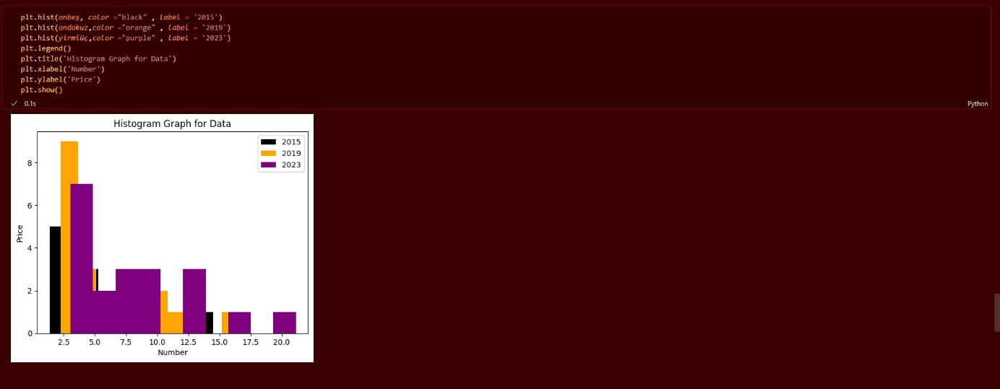 plt.hist(onbeş, color ="black" , label = '2015')
plt.hist(ondokuz,color ="orange" , label = '2019')
plt.hist(yirmiüç,color ="purple" , label = '2023')
plt.legend()
plt.title('Histogram Graph for Data')
plt.xlabel('Number')
plt.ylabel('Price')
plt.show()
✓ 0.1s
Python
Histogram Graph for Data
2015
2019
2023
8
6
4
2
0
Price
2.5 5.0 7.5 10.0 12.5 15.0 17.5 20.0
Number